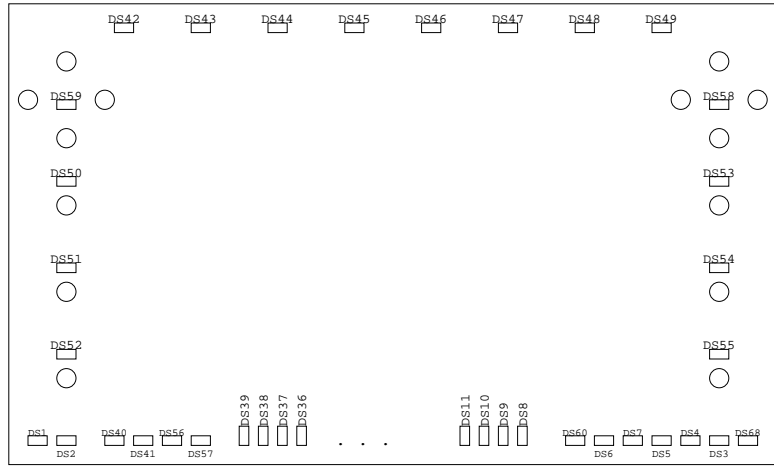 DS42 DS43 DS44 DS45 DS46 DS47 DS48 DS49
DS59 DS58
DS50 DS53
DS51 DS54
DS52 DS55
DS39 DS38 DS37 DS36 DS11 DS10 DS9 DS8
DS1 DS40 DS56 . . . DS60 DS7 DS4 DS68
DS2 DS41 DS57 DS6 DS5 DS3